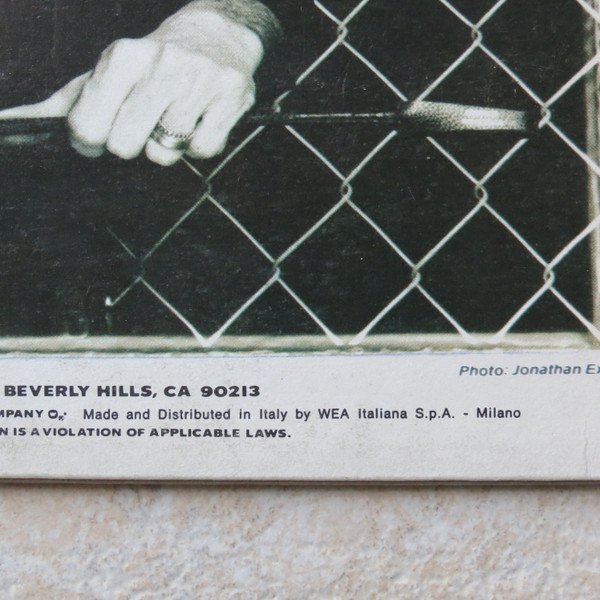 Photo: Jonathan Ex
BEVERLY HILLS, CA 90213
MPANY Made and Distributed in Italy by WEA Italiana S.p.A. - Milano
N IS A VIOLATION OF APPLICABLE LAWS.